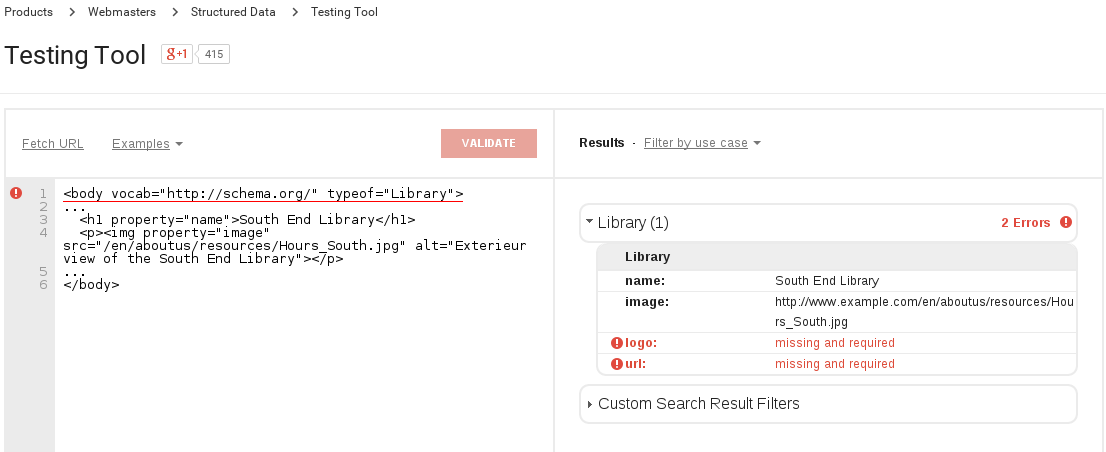 Products > Webmasters > Structured Data > Testing Tool
Testing Tool g+1 415
Fetch URL Examples VALIDATE
1 <body vocab="http://schema.org/" typeof="Library">
2 ...
3 <h1 property="name">South End Library</h1>
4 <p><img property="image"
src="/en/aboutus/resources/Hours_South.jpg" alt="Exterieur
view of the South End Library"></p>
5 ...
6 </body>
Results - Filter by use case
Library (1) 2 Errors !
Library
name: South End Library
image: http://www.example.com/en/aboutus/resources/Hou
rs_South.jpg
! logo: missing and required
! url: missing and required
Custom Search Result Filters